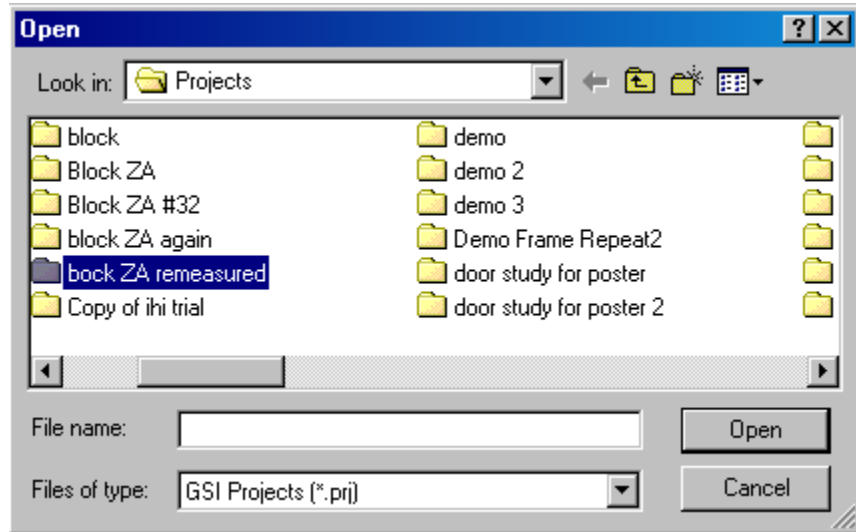 Open
Look in: Projects
block
Block ZA
Block ZA #32
block ZA again
bock ZA remeasured
Copy of ihi trial
demo
demo 2
demo 3
Demo Frame Repeat2
door study for poster
door study for poster 2
File name:
Open
Files of type: GSI Projects (*.prj)
Cancel